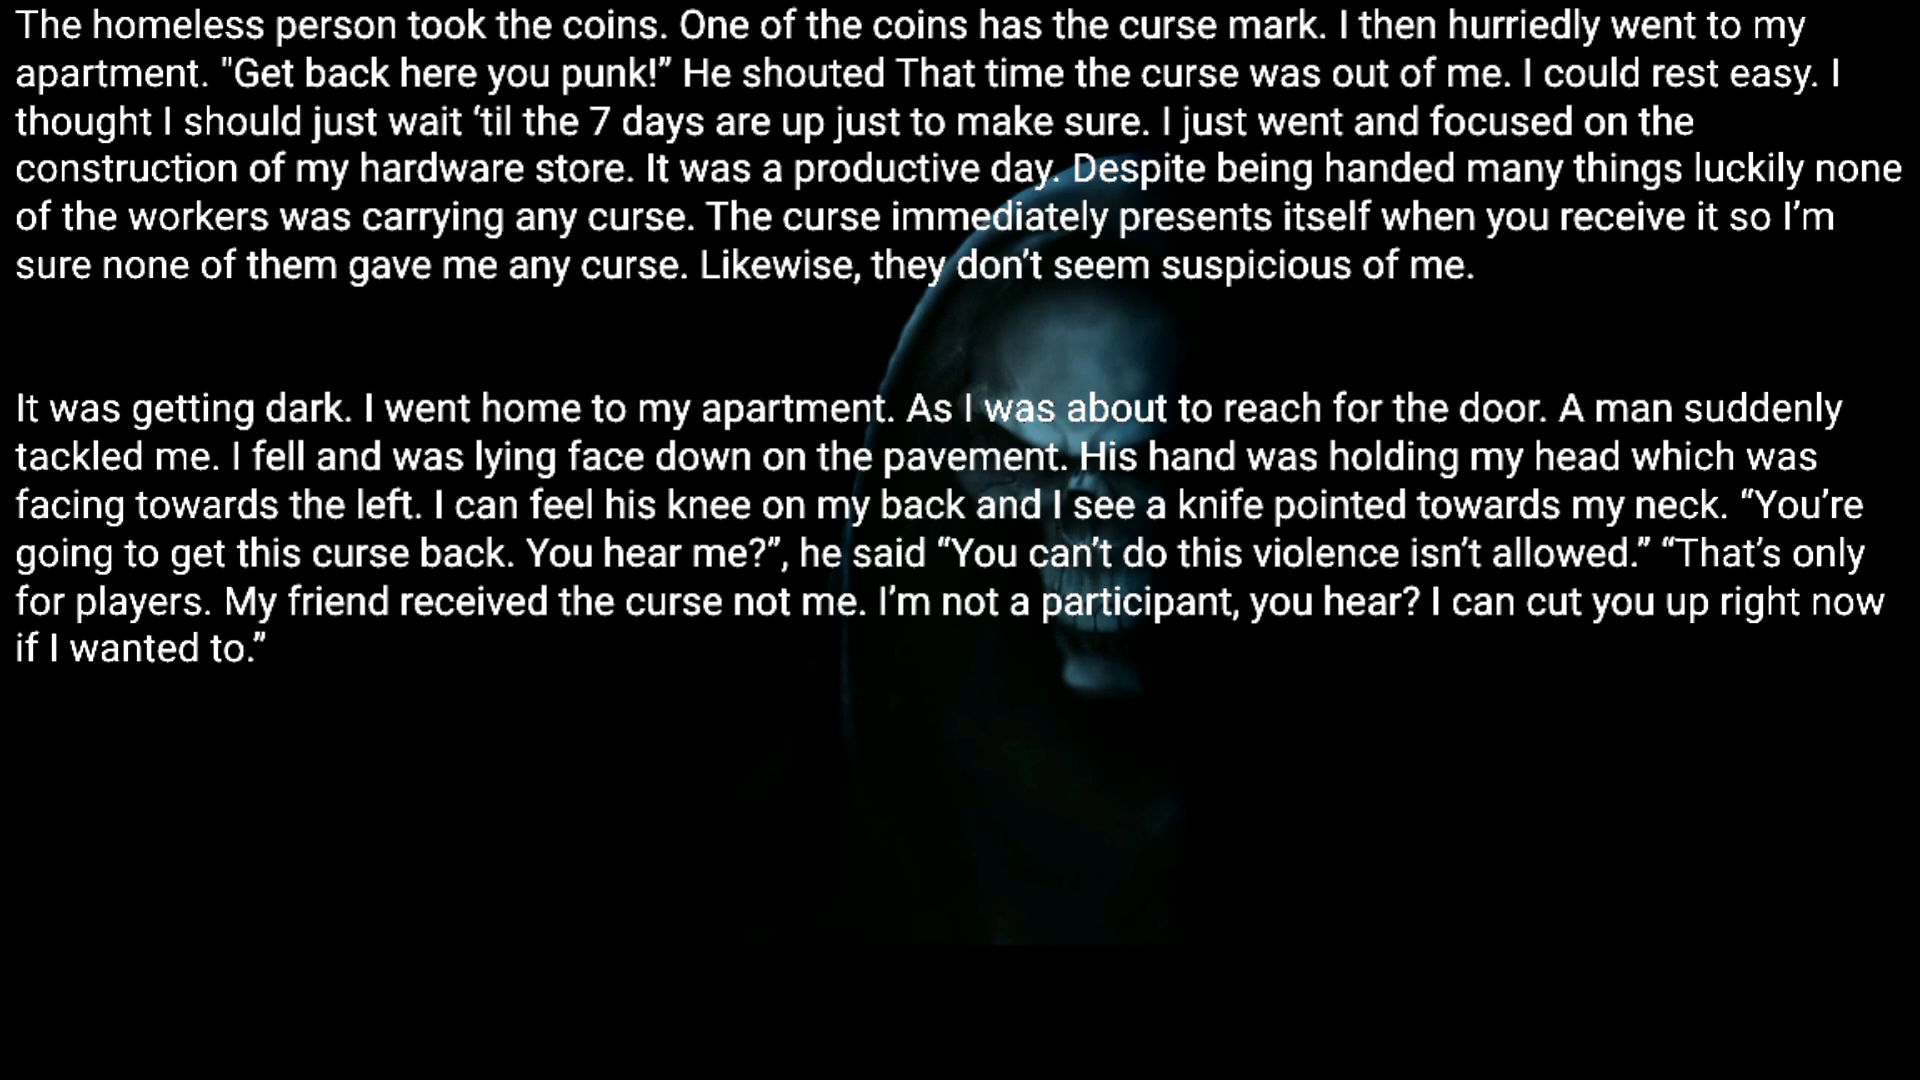 The homeless person took the coins. One of the coins has the curse mark. I then hurriedly went to my
apartment. "Get back here you punk!” He shouted That time the curse was out of me. I could rest easy. I
thought I should just wait ‘til the 7 days are up just to make sure. I just went and focused on the
construction of my hardware store. It was a productive day. Despite being handed many things luckily none
of the workers was carrying any curse. The curse immediately presents itself when you receive it so I’m
sure none of them gave me any curse. Likewise, they don’t seem suspicious of me.
It was getting dark. I went home to my apartment. As I was about to reach for the door. A man suddenly
tackled me. I fell and was lying face down on the pavement. His hand was holding my head which was
facing towards the left. I can feel his knee on my back and I see a knife pointed towards my neck. “You’re
going to get this curse back. You hear me?”, he said “You can’t do this violence isn’t allowed.” “That’s only
for players. My friend received the curse not me. I’m not a participant, you hear? I can cut you up right now
if I wanted to.”